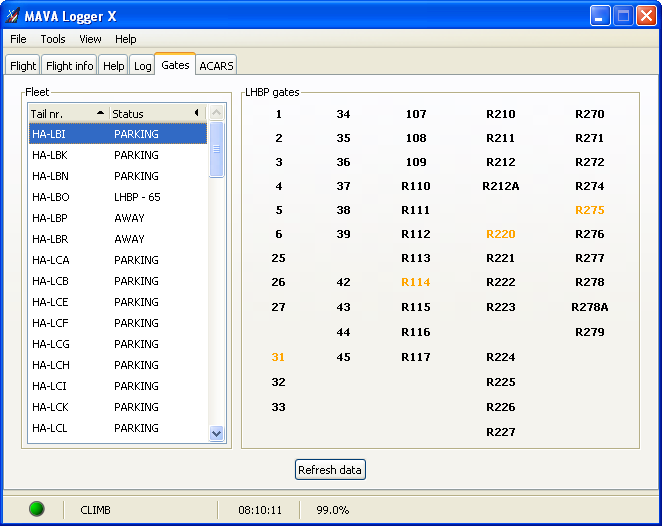 MAVA Logger X
File Tools View Help
Flight Flight info Help Log Gates ACARS
Fleet
Tail nr. Status
HA-LBI PARKING
HA-LBK PARKING
HA-LBN PARKING
HA-LBO LHBP - 65
HA-LBP AWAY
HA-LBR AWAY
HA-LCA PARKING
HA-LCB PARKING
HA-LCE PARKING
HA-LCF PARKING
HA-LCG PARKING
HA-LCH PARKING
HA-LCI PARKING
HA-LCK PARKING
HA-LCL PARKING
LHBP gates
1 34 107 R210 R270
2 35 108 R211 R271
3 36 109 R212 R272
4 37 R110 R212A R274
5 38 R111 R275
6 39 R112 R220 R276
25 R113 R221 R277
26 42 R114 R222 R278
27 43 R115 R223 R278A
44 R116 R279
31 45 R117 R224
32 R225
33 R226
R227
Refresh data
CLIMB 08:10:11 99.0%